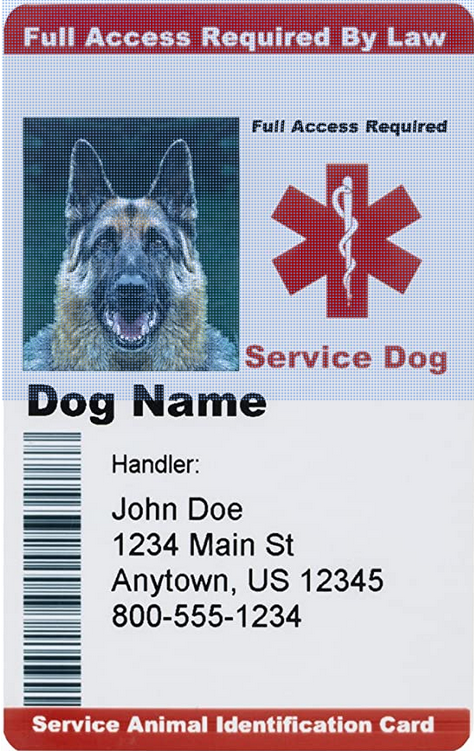 Full Access Required By Law
Full Access Required
Service Dog
Dog Name
Handler:
John Doe
1234 Main St
Anytown, US 12345
800-555-1234
Service Animal Identification Card